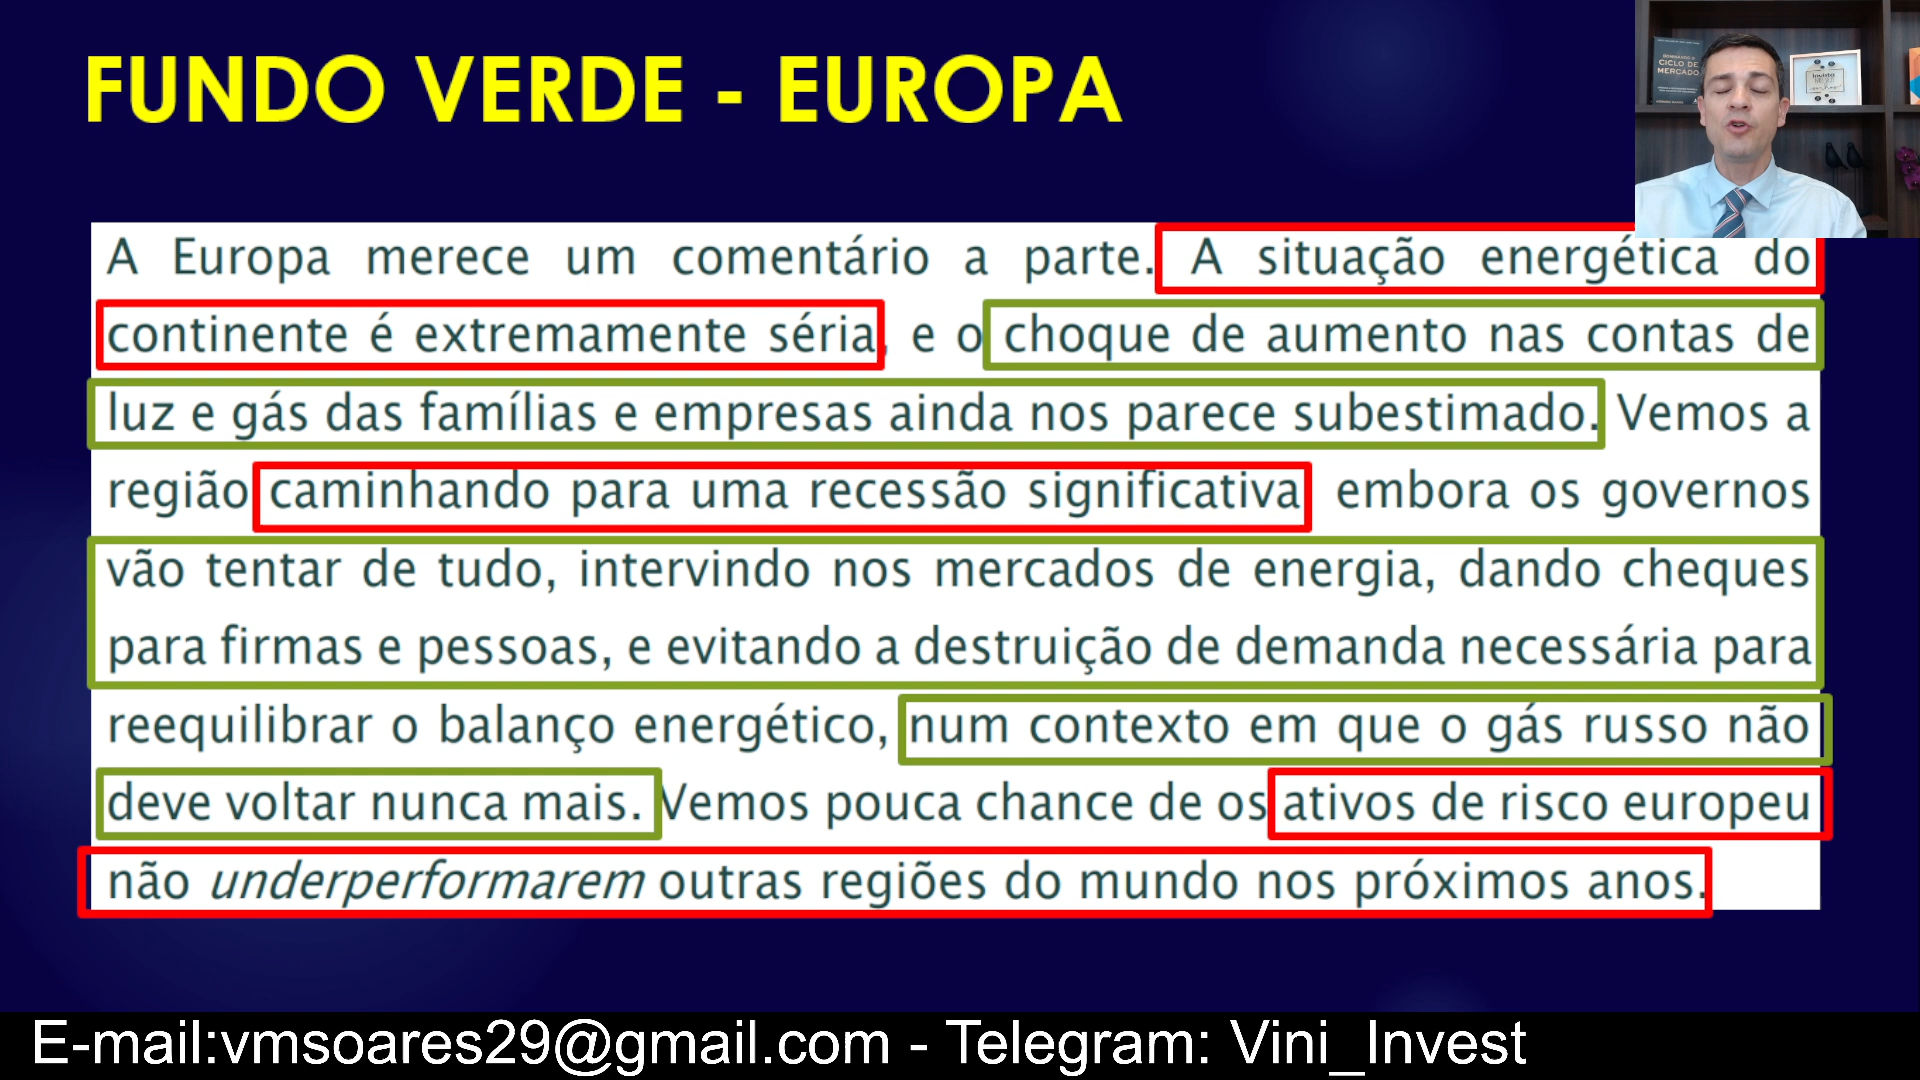 FUNDO VERDE - EUROPA
CICLO DE
MERCADO
A Europa merece um comentário a parte. A situação energética do
continente é extremamente séria, e o choque de aumento nas contas de
luz e gás das famílias e empresas ainda nos parece subestimado. Vemos a
região caminhando para uma recessão significativa embora os governos
vão tentar de tudo, intervindo nos mercados de energia, dando cheques
para firmas e pessoas, e evitando a destruição de demanda necessária para
reequilibrar o balanço energético, num contexto em que o gás russo não
deve voltar nunca mais. Vemos pouca chance de os ativos de risco europeu
não underperformarem outras regiões do mundo nos próximos anos.
E-mail:vmsoares29@gmail.com - Telegram: Vini_Invest